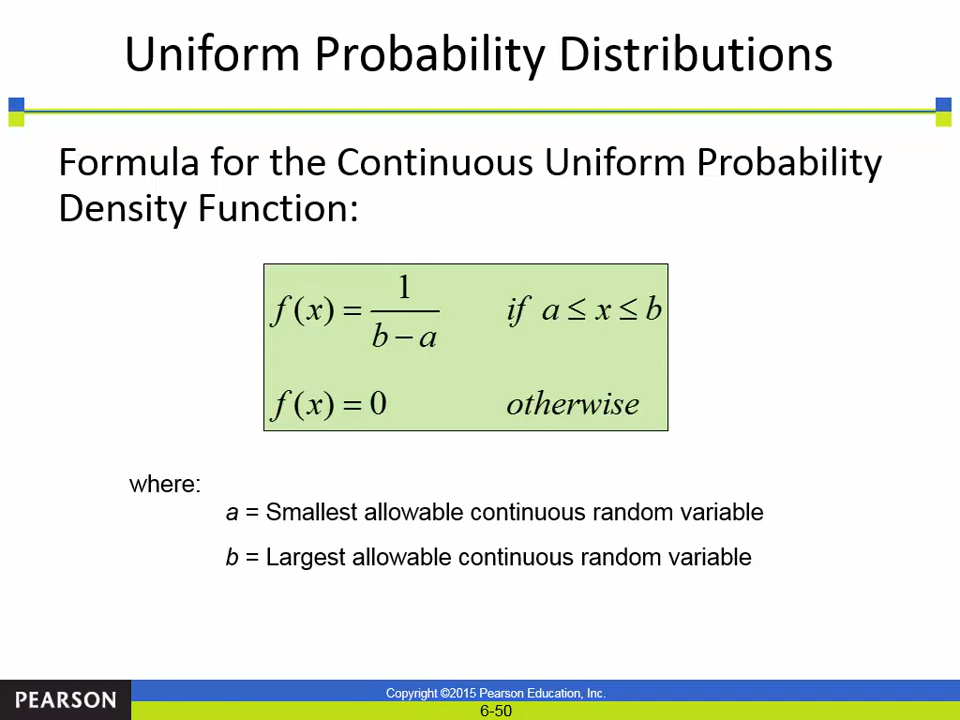 Uniform Probability Distributions
Formula for the Continuous Uniform Probability
Density Function:
f(x) = 1/(b − a) if a ≤ x ≤ b
f(x) = 0 otherwise
where:
a = Smallest allowable continuous random variable
b = Largest allowable continuous random variable
PEARSON
Copyright ©2015 Pearson Education, Inc.
6-50